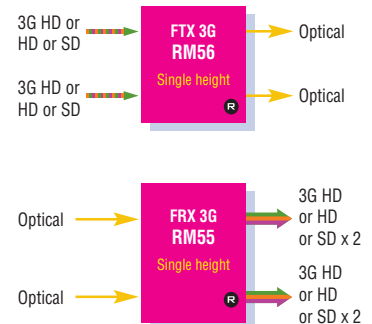 3G HD or
HD or SD
FTX 3G
RM56
Optical
Single height
3G HD or
HD or SD
Optical
R
Optical
FRX 3G
RM55
3G HD
or HD
or SD x 2
Single height
Optical
R
3G HD
or HD
or SD x 2